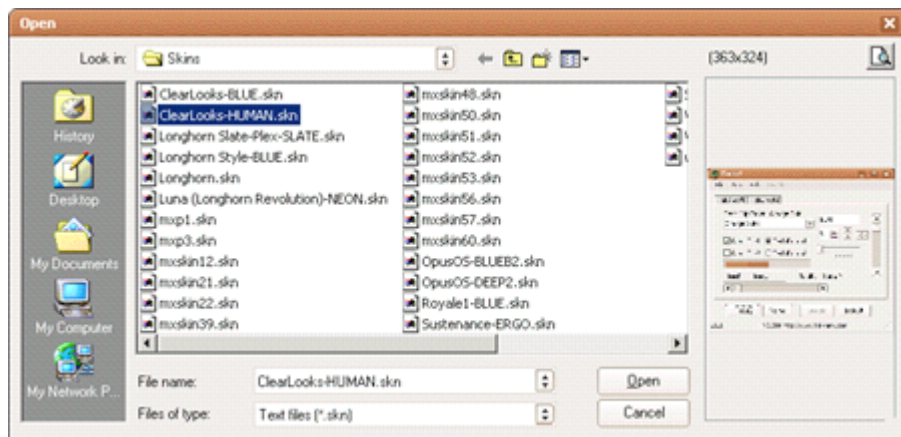 Open
Look in:
Skins
(363x324)
History
Desktop
My Documents
My Computer
My Network P...
ClearLooks-BLUE.skn
ClearLooks-HUMAN.skn
Longhorn Slate-Plex-SLATE.skn
Longhorn Style-BLUE.skn
Longhorn.skn
Luna (Longhorn Revolution)-NEON.skn
mxp1.skn
mxp3.skn
mxskin12.skn
mxskin21.skn
mxskin22.skn
mxskin39.skn
mxskin48.skn
mxskin50.skn
mxskin51.skn
mxskin52.skn
mxskin53.skn
mxskin56.skn
mxskin57.skn
mxskin60.skn
OpusOS-BLUEB2.skn
OpusOS-DEEP2.skn
Royale1-BLUE.skn
Sustenance-ERGO.skn
File name:
ClearLooks-HUMAN.skn
Open
Files of type:
Text files (*.skn)
Cancel